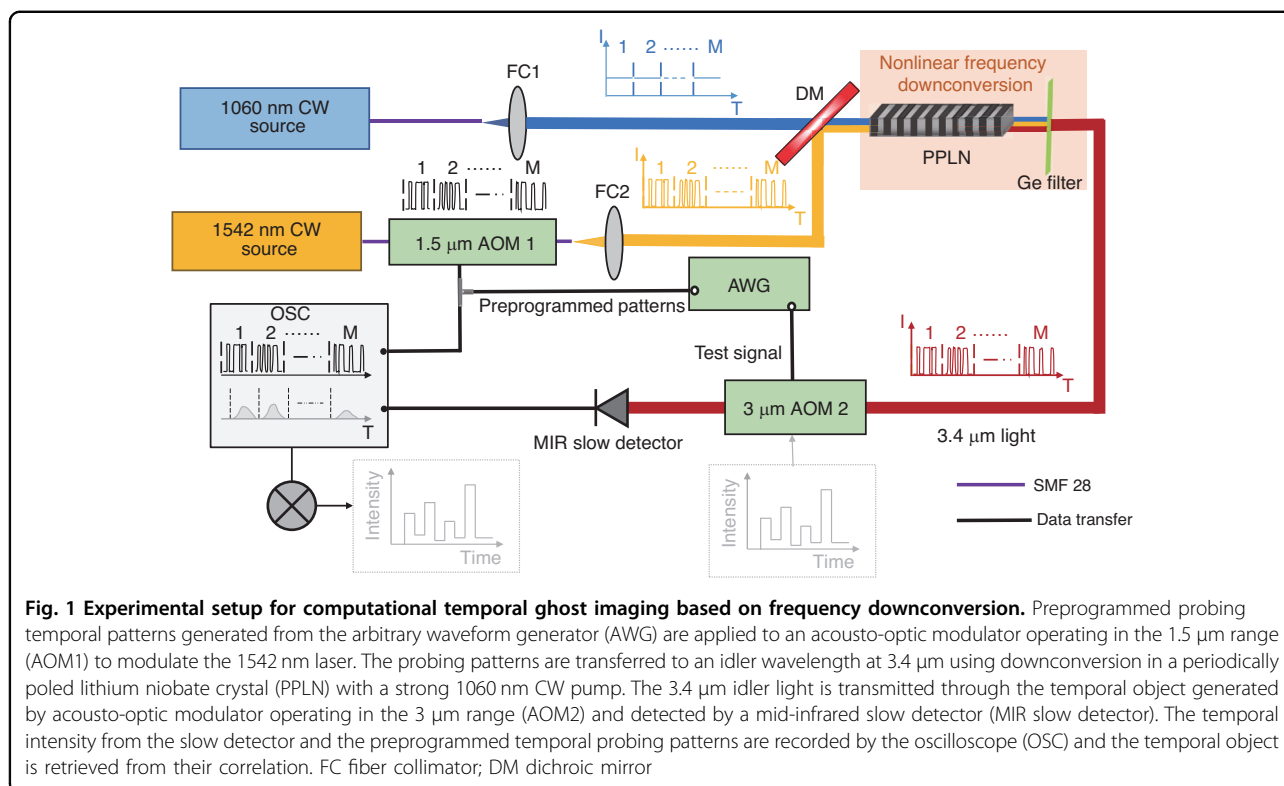 I
1 2 ...... M
T
FC1
DM
Nonlinear frequency
downconversion
1060 nm CW
source
PPLN
Ge filter
1 2 ...... M
I
1 2 ...... M
T
FC2
1542 nm CW
source
1.5 µm AOM 1
AWG
Preprogrammed patterns
OSC
1 2 ...... M
T
Test signal
I
1 2 ...... M
T
3 µm AOM 2
MIR slow detector
3.4 µm light
Intensity
Time
Intensity
Time
SMF 28
Data transfer
Fig. 1 Experimental setup for computational temporal ghost imaging based on frequency downconversion. Preprogrammed probing
temporal patterns generated from the arbitrary waveform generator (AWG) are applied to an acousto-optic modulator operating in the 1.5 µm range
(AOM1) to modulate the 1542 nm laser. The probing patterns are transferred to an idler wavelength at 3.4 µm using downconversion in a periodically
poled lithium niobate crystal (PPLN) with a strong 1060 nm CW pump. The 3.4 µm idler light is transmitted through the temporal object generated
by acousto-optic modulator operating in the 3 µm range (AOM2) and detected by a mid-infrared slow detector (MIR slow detector). The temporal
intensity from the slow detector and the preprogrammed temporal probing patterns are recorded by the oscilloscope (OSC) and the temporal object
is retrieved from their correlation. FC fiber collimator; DM dichroic mirror